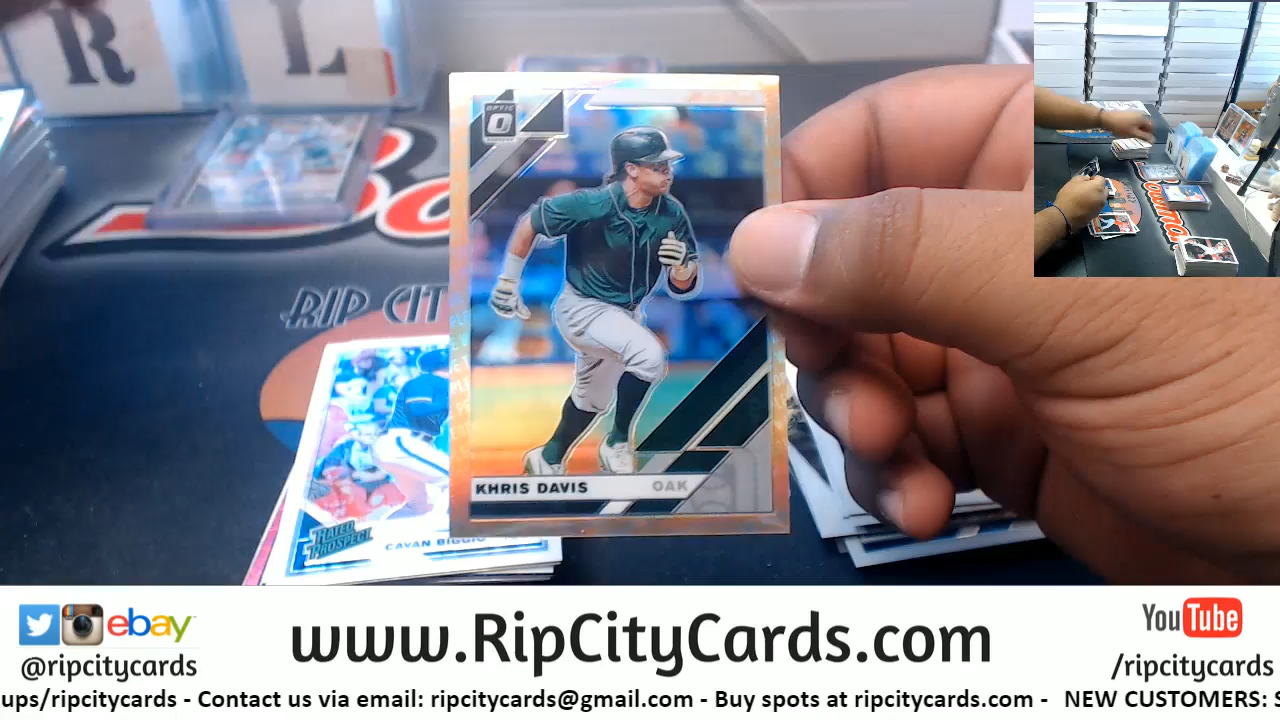 R L
RIP CIT
OPTIC
KHRIS DAVIS OAK
RATED PROSPECT
CAVAN BIGGIO
ebay
@ripcitycards
www.RipCityCards.com
YouTube
/ripcitycards
ups/ripcitycards - Contact us via email: ripcitycards@gmail.com - Buy spots at ripcitycards.com - NEW CUSTOMERS: S